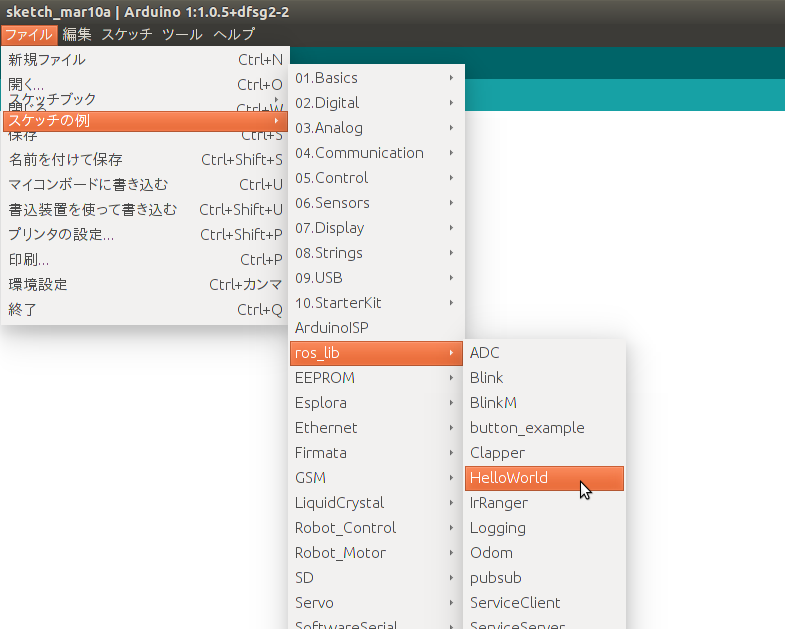 sketch_mar10a | Arduino 1:1.0.5+dfsg2-2
ファイル 編集 スケッチ ツール ヘルプ
新規ファイル Ctrl+N
開く... Ctrl+O
スケッチブック
閉じる Ctrl+W
スケッチの例
保存 Ctrl+S
名前を付けて保存 Ctrl+Shift+S
マイコンボードに書き込む Ctrl+U
書込装置を使って書き込む Ctrl+Shift+U
プリンタの設定... Ctrl+Shift+P
印刷... Ctrl+P
環境設定 Ctrl+カンマ
終了 Ctrl+Q
01.Basics
02.Digital
03.Analog
04.Communication
05.Control
06.Sensors
07.Display
08.Strings
09.USB
10.StarterKit
ArduinoISP
ros_lib
EEPROM
Esplora
Ethernet
Firmata
GSM
LiquidCrystal
Robot_Control
Robot_Motor
SD
Servo
SoftwareSerial
ADC
Blink
BlinkM
button_example
Clapper
HelloWorld
IrRanger
Logging
Odom
pubsub
ServiceClient
ServiceServer